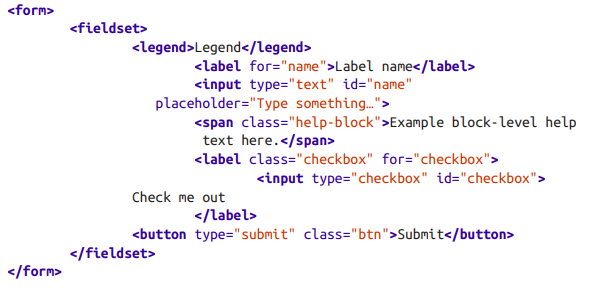 <form>
<fieldset>
<legend>Legend</legend>
<label for="name">Label name</label>
<input type="text" id="name"
placeholder="Type something…">
<span class="help-block">Example block-level help
text here.</span>
<label class="checkbox" for="checkbox">
<input type="checkbox" id="checkbox">
Check me out
</label>
<button type="submit" class="btn">Submit</button>
</fieldset>
</form>